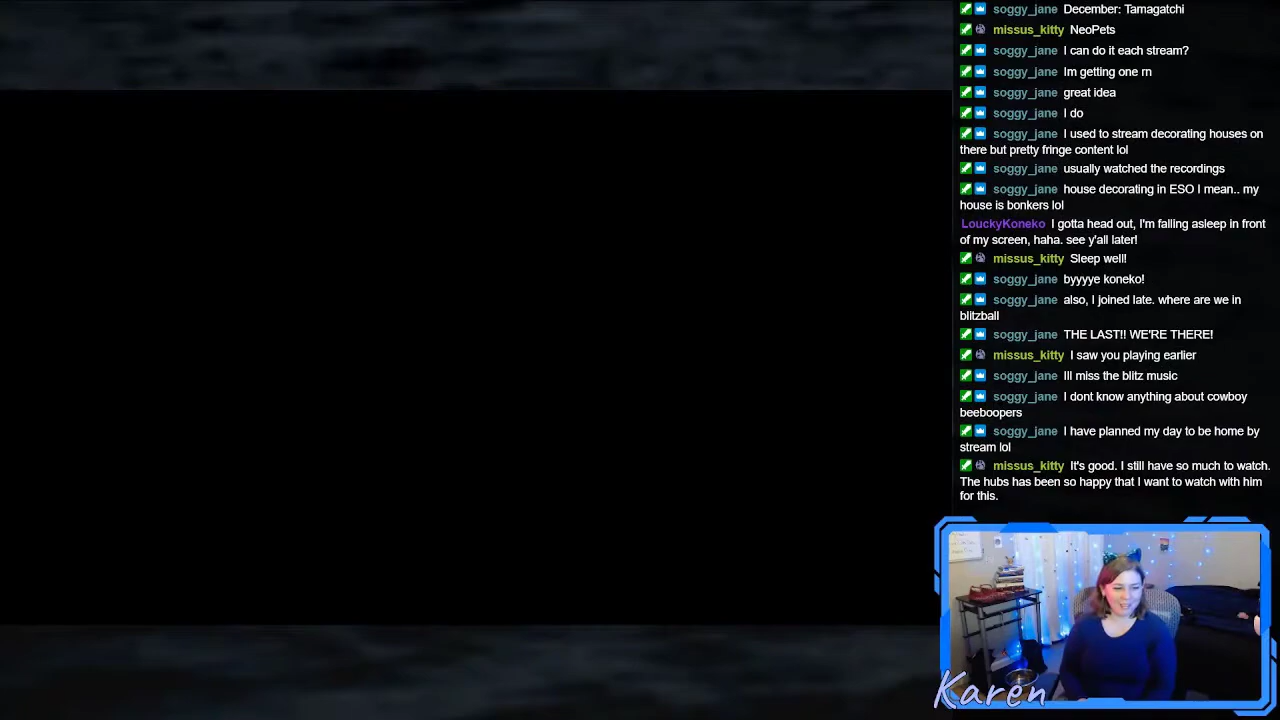 soggy_jane December: Tamagatchi
missus_kitty NeoPets
soggy_jane I can do it each stream?
soggy_jane Im getting one rn
soggy_jane great idea
soggy_jane I do
soggy_jane I used to stream decorating houses on
there but pretty fringe content lol
soggy_jane usually watched the recordings
soggy_jane house decorating in ESO I mean.. my
house is bonkers lol
LouckyKoneko I gotta head out, I'm falling asleep in front
of my screen, haha. see y'all later!
missus_kitty Sleep well!
soggy_jane byyyye koneko!
soggy_jane also, I joined late. where are we in
blitzball
soggy_jane THE LAST!! WE'RE THERE!
missus_kitty I saw you playing earlier
soggy_jane Ill miss the blitz music
soggy_jane I dont know anything about cowboy
beeboopers
soggy_jane I have planned my day to be home by
stream lol
missus_kitty It's good. I still have so much to watch.
The hubs has been so happy that I want to watch with him
for this.
Karen